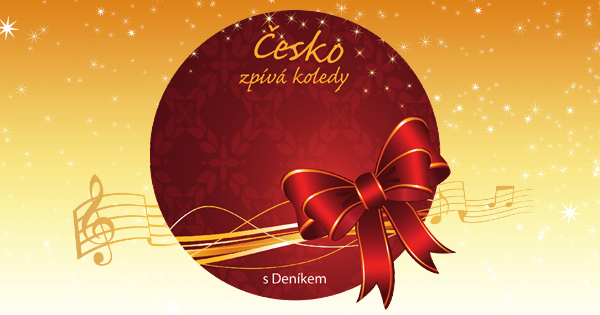 Česko
zpívá koledy
s Deníkem